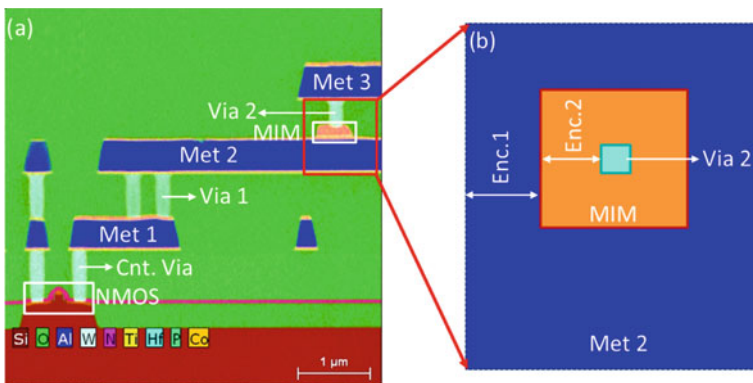 (a)
Met 3
Via 2
MIM
Met 2
Via 1
Met 1
Cnt. Via
NMOS
Si O Al W N Ti Hf P Co
1 μm
(b)
Enc.1
Enc.2
Via 2
MIM
Met 2